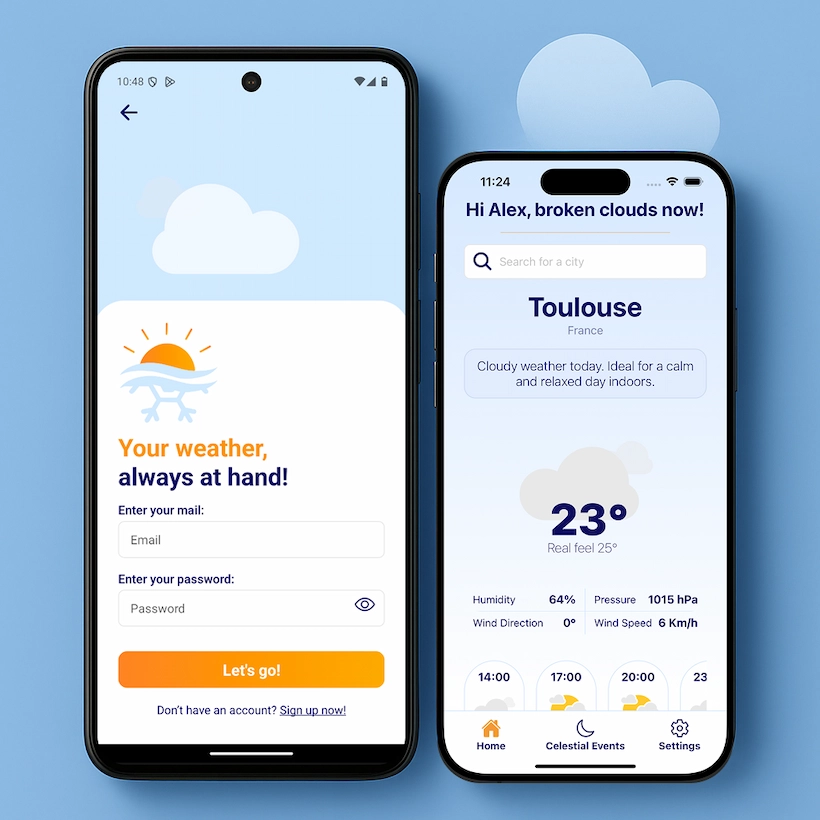 10:48
Your weather,
always at hand!
Enter your mail:
Email
Enter your password:
Password
Let's go!
Don't have an account? Sign up now!
11:24
Hi Alex, broken clouds now!
Search for a city
Toulouse
France
Cloudy weather today. Ideal for a calm
and relaxed day indoors.
23°
Real feel 25°
Humidity 64% Pressure 1015 hPa
Wind Direction 0° Wind Speed 6 Km/h
14:00 17:00 20:00 23
Home Celestial Events Settings